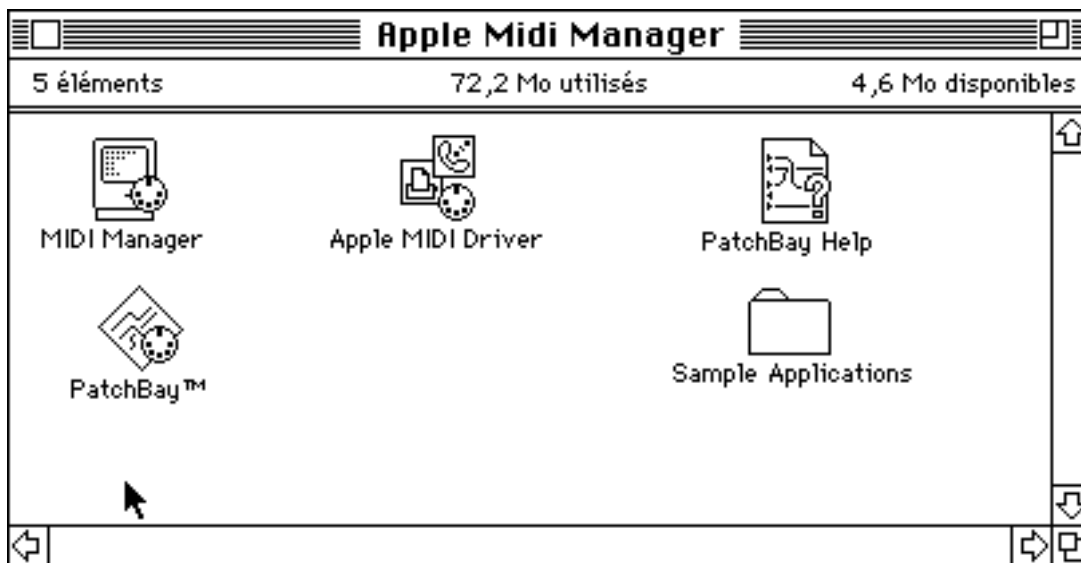 Apple Midi Manager
5 éléments 72,2 Mo utilisés 4,6 Mo disponibles
MIDI Manager Apple MIDI Driver PatchBay Help
PatchBay™ Sample Applications